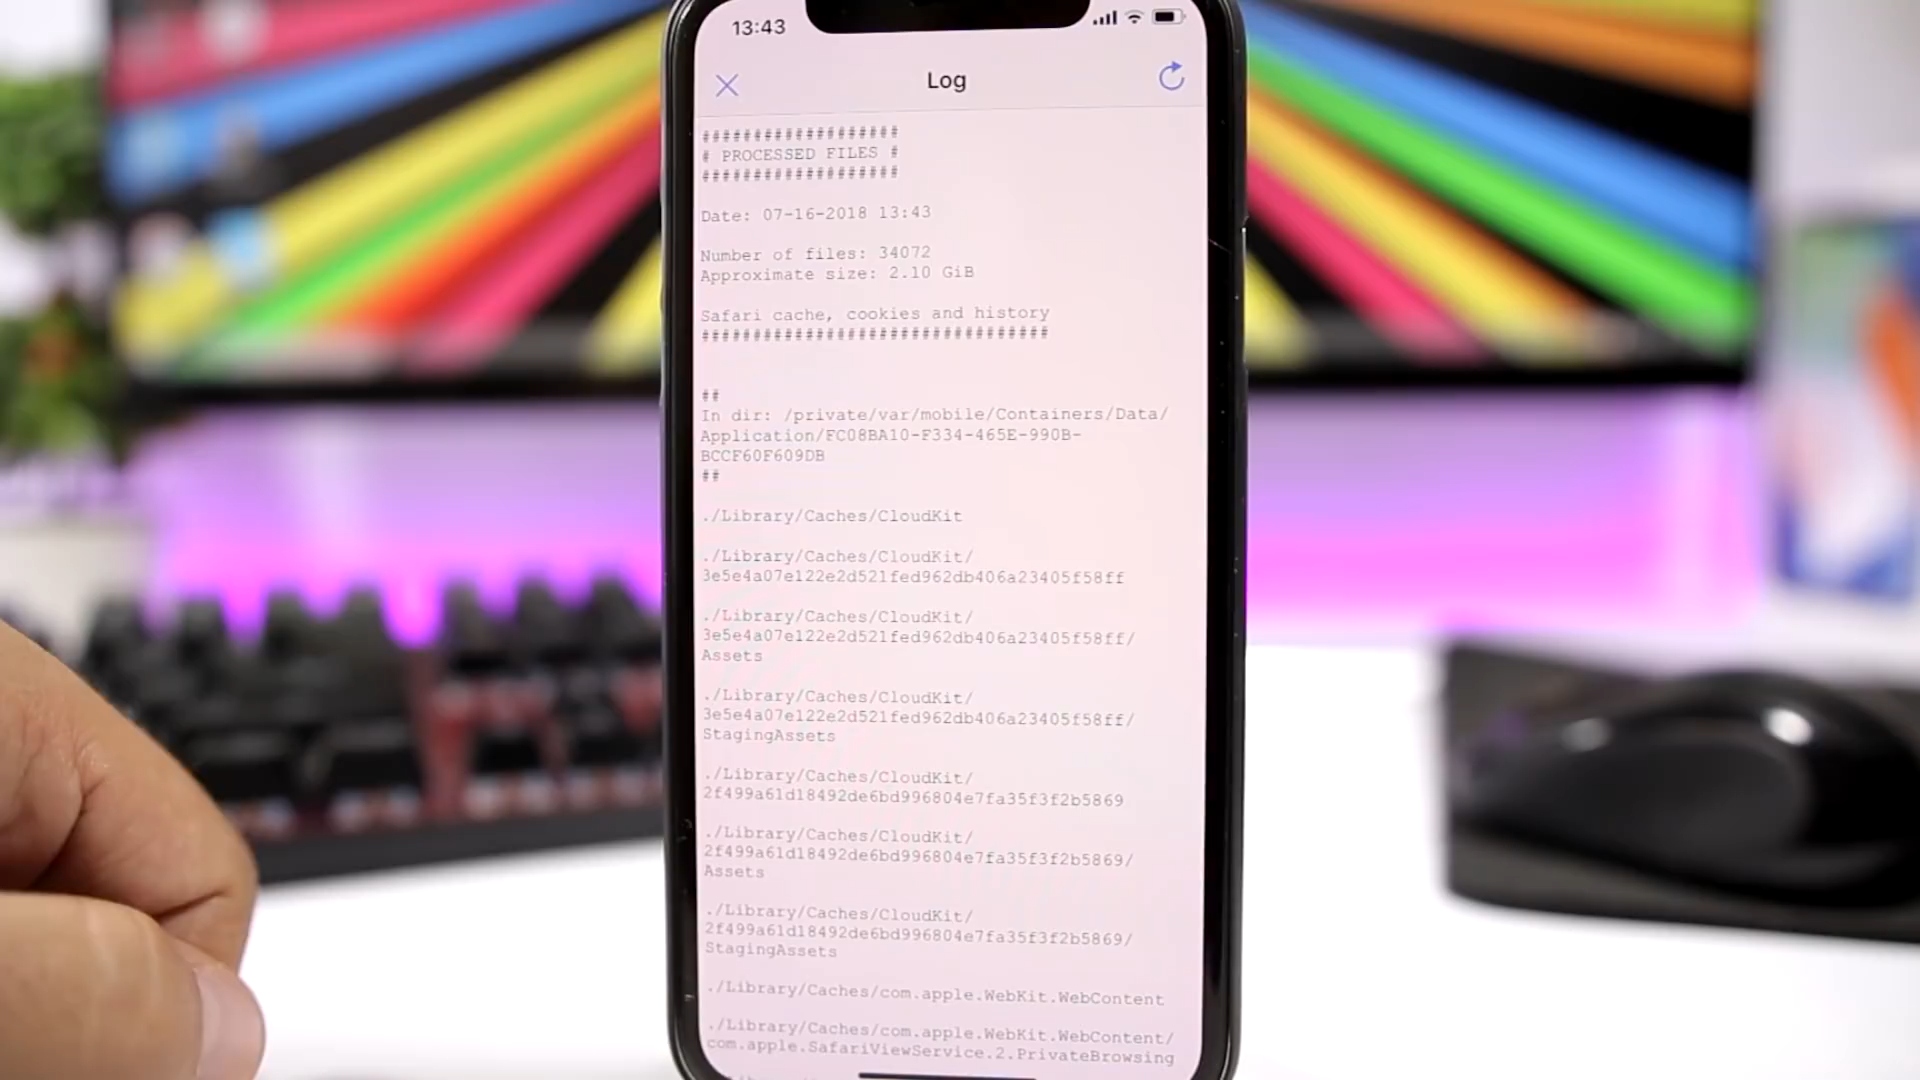 13:43
Log
###################
# PROCESSED FILES #
###################
Date: 07-16-2018 13:43
Number of files: 34072
Approximate size: 2.10 GiB
Safari cache, cookies and history
##################################
##
In dir: /private/var/mobile/Containers/Data/
Application/FC08BA10-F334-465E-990B-
BCCF60F609DB
##
./Library/Caches/CloudKit
./Library/Caches/CloudKit/
3e5e4a07e122e2d521fed962db406a23405f58ff
./Library/Caches/CloudKit/
3e5e4a07e122e2d521fed962db406a23405f58ff/
Assets
./Library/Caches/CloudKit/
3e5e4a07e122e2d521fed962db406a23405f58ff/
StagingAssets
./Library/Caches/CloudKit/
2f499a61d18492de6bd996804e7fa35f3f2b5869
./Library/Caches/CloudKit/
2f499a61d18492de6bd996804e7fa35f3f2b5869/
Assets
./Library/Caches/CloudKit/
2f499a61d18492de6bd996804e7fa35f3f2b5869/
StagingAssets
./Library/Caches/com.apple.WebKit.WebContent
./Library/Caches/com.apple.WebKit.WebContent/
com.apple.SafariViewService.2.PrivateBrowsing